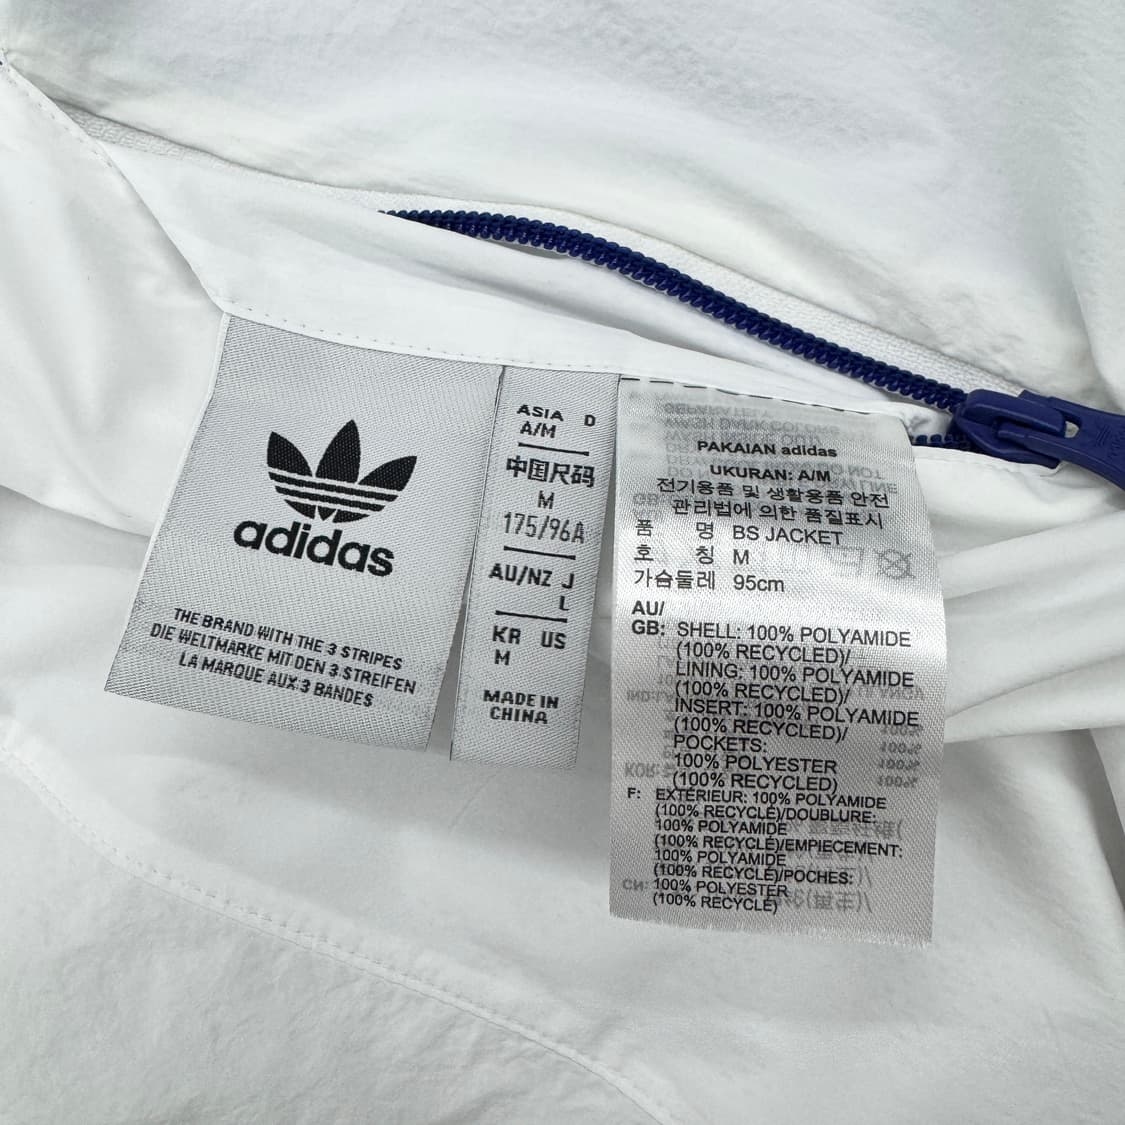 adidas
THE BRAND WITH THE 3 STRIPES
DIE WELTMARKE MIT DEN 3 STREIFEN
LA MARQUE AUX 3 BANDES
ASIA D
A/M
中国尺码
M
175/96A
AU/NZ J
L
KR US
M
MADE IN
CHINA
PAKAIAN adidas
UKURAN: A/M
전기용품 및 생활용품 안전
관리법에 의한 품질표시
품 명 BS JACKET
호 칭 M
가슴둘레 95cm
AU/
GB: SHELL: 100% POLYAMIDE
(100% RECYCLED)/
LINING: 100% POLYAMIDE
(100% RECYCLED)/
INSERT: 100% POLYAMIDE
(100% RECYCLED)/
POCKETS:
100% POLYESTER
(100% RECYCLED)
F: EXTÉRIEUR: 100% POLYAMIDE
(100% RECYCLÉ)/DOUBLURE:
100% POLYAMIDE
(100% RECYCLÉ)/EMPIECEMENT:
100% POLYAMIDE
(100% RECYCLÉ)/POCHES:
100% POLYESTER
(100% RECYCLÉ)